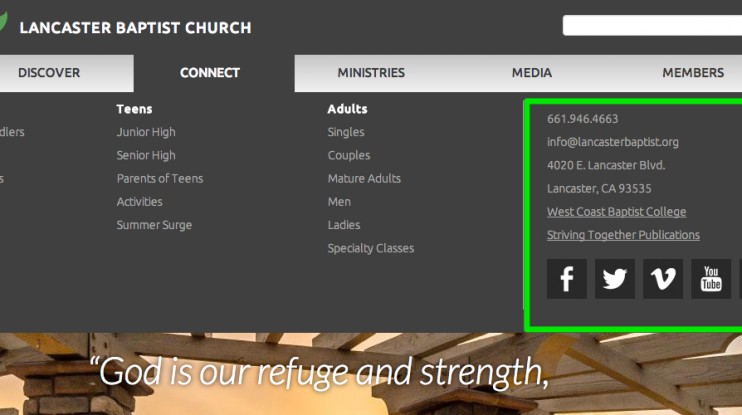 LANCASTER BAPTIST CHURCH
DISCOVER
CONNECT
MINISTRIES
MEDIA
MEMBERS
dlers
s
Teens
Junior High
Senior High
Parents of Teens
Activities
Summer Surge
Adults
Singles
Couples
Mature Adults
Men
Ladies
Specialty Classes
661.946.4663
info@lancasterbaptist.org
4020 E. Lancaster Blvd.
Lancaster, CA 93535
West Coast Baptist College
Striving Together Publications
f
You
Tube
“God is our refuge and strength,